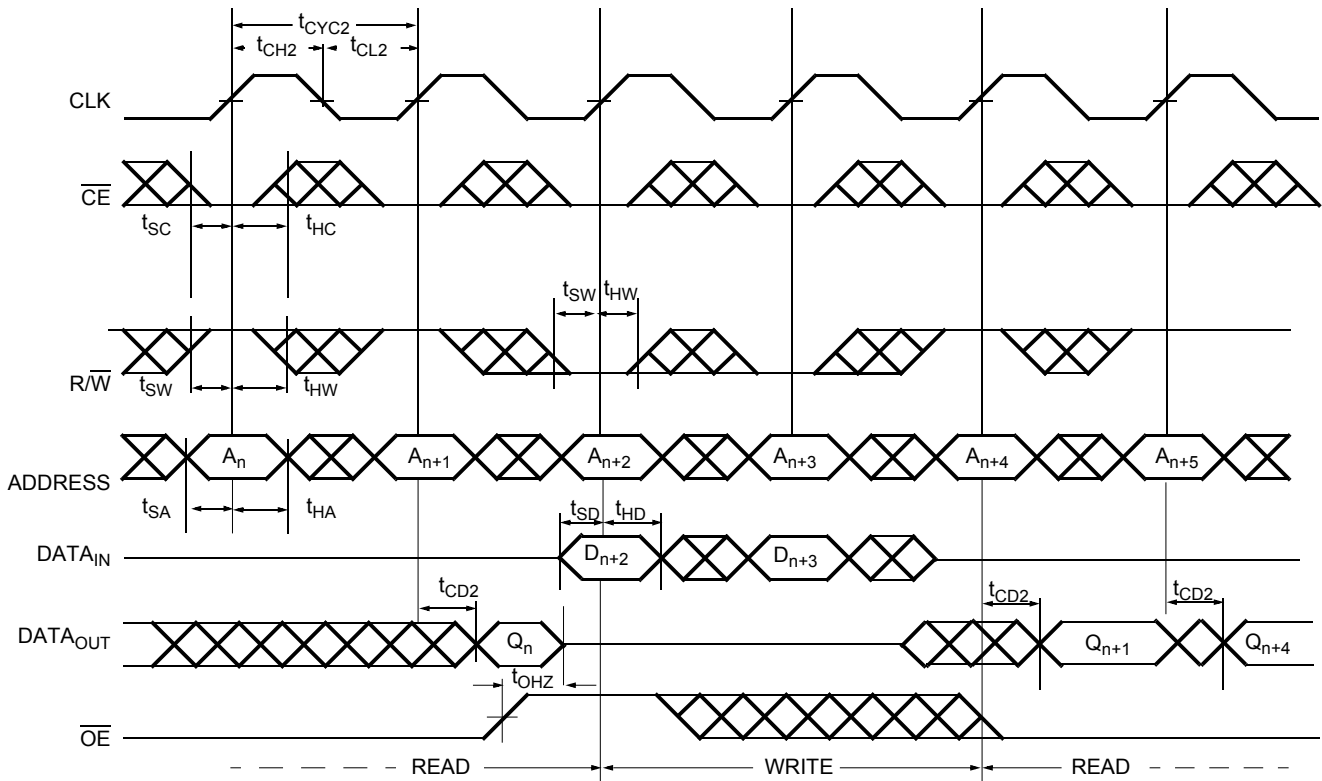 tCYC2
tCH2 tCL2
CLK
CE
tSC tHC
tSW tHW
R/W
tSW tHW
An An+1 An+2 An+3 An+4 An+5
ADDRESS
tSA tHA
tSD tHD
DATAIN
Dn+2 Dn+3
tCD2 tCD2 tCD2
DATAOUT
Qn Qn+1 Qn+4
tOHZ
OE
READ WRITE READ